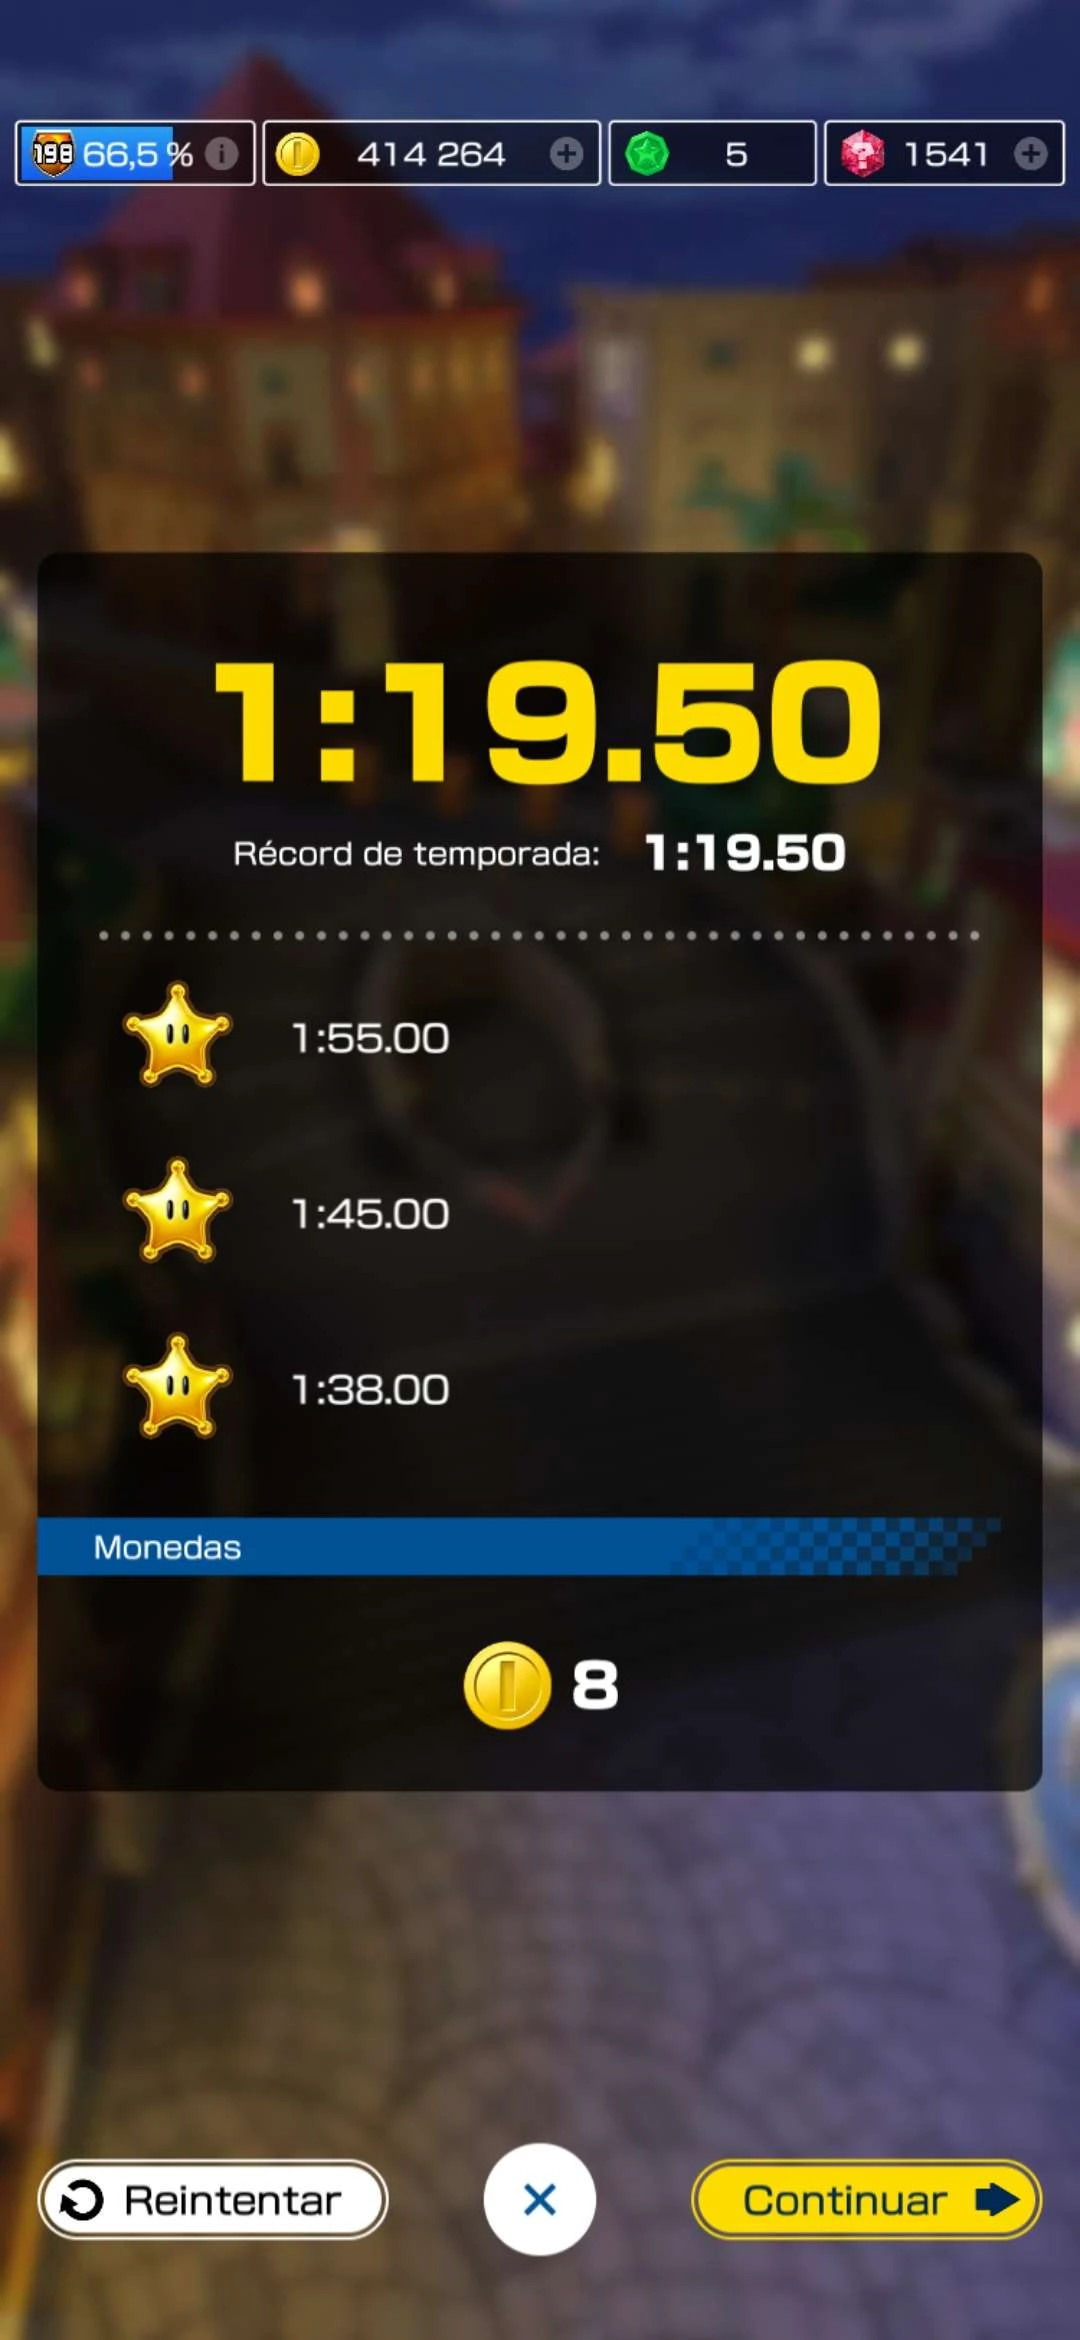 198 66,5 % i 414 264 + 5 ? 1541 +
1:19.50
Récord de temporada: 1:19.50
1:55.00
1:45.00
1:38.00
Monedas
8
Reintentar × Continuar